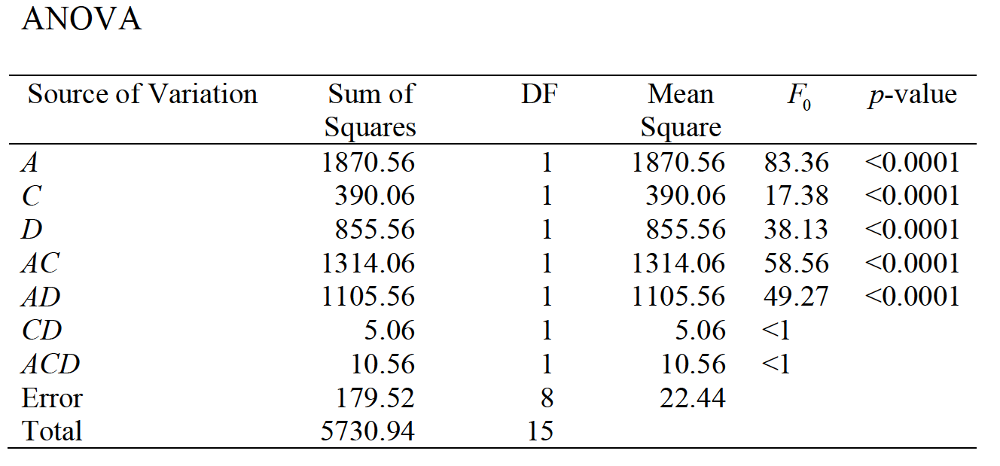 ANOVA
Source of Variation Sum of Squares DF Mean Square F0 p-value
A 1870.56 1 1870.56 83.36 <0.0001
C 390.06 1 390.06 17.38 <0.0001
D 855.56 1 855.56 38.13 <0.0001
AC 1314.06 1 1314.06 58.56 <0.0001
AD 1105.56 1 1105.56 49.27 <0.0001
CD 5.06 1 5.06 <1
ACD 10.56 1 10.56 <1
Error 179.52 8 22.44
Total 5730.94 15